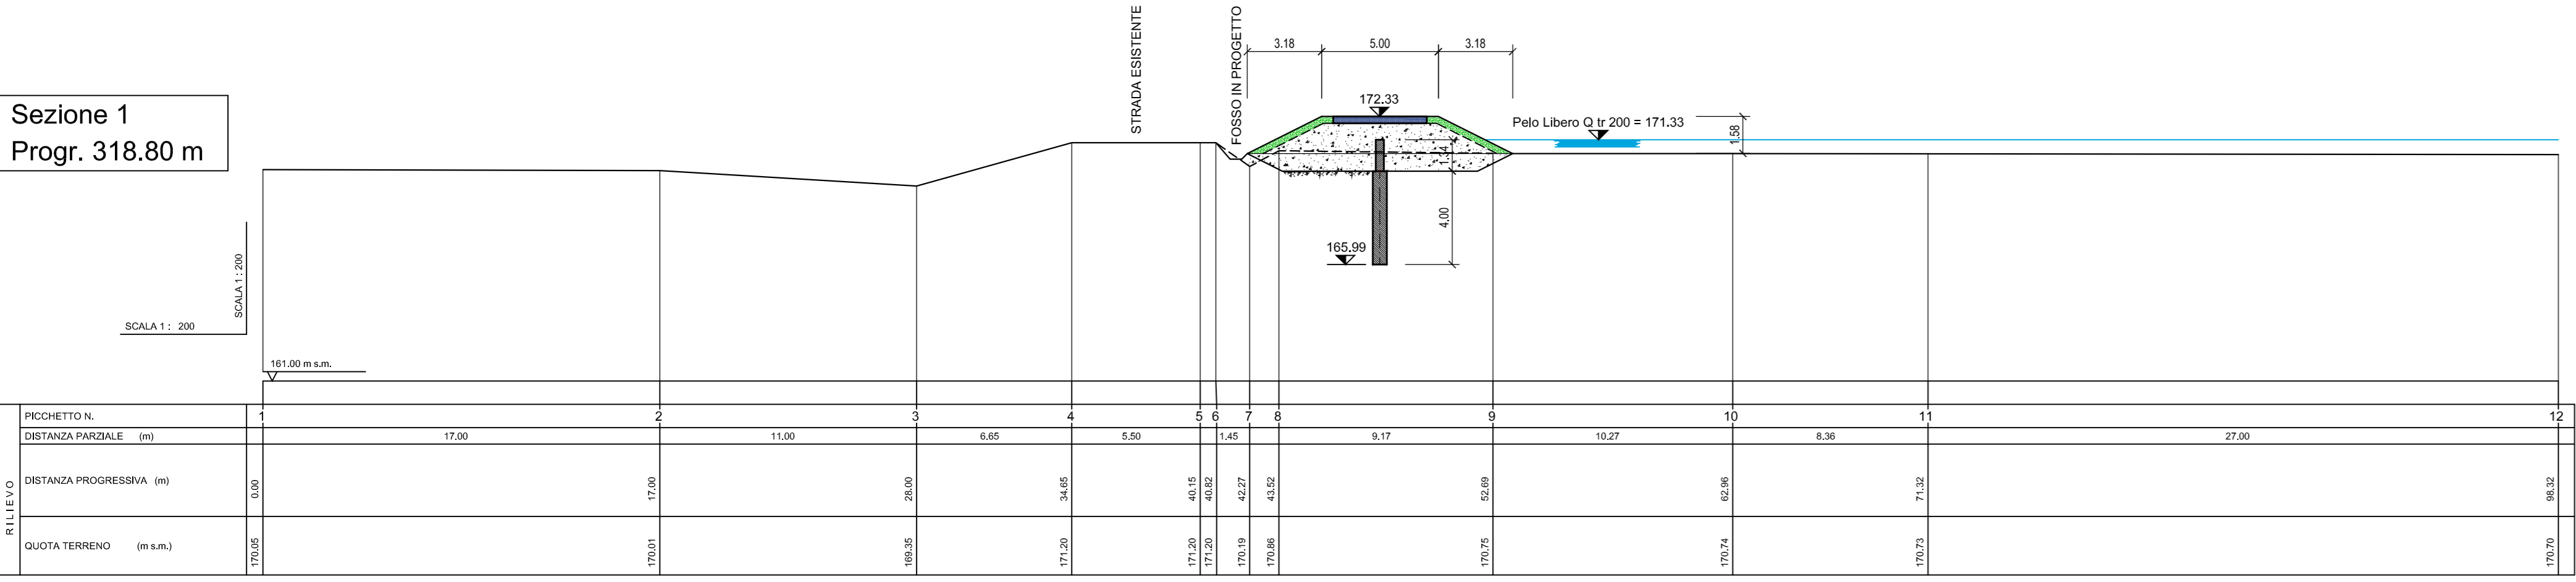 STRADA ESISTENTE
FOSSO IN PROGETTO
3.18 5.00 3.18
Sezione 1
Progr. 318.80 m
172.33
Pelo Libero Q tr 200 = 171.33
1.58
4.00
165.99
SCALA 1 : 200
SCALA 1 : 200
161.00 m s.m.
RILIEVO
PICCHETTO N. 1 2 3 4 5 6 7 8 9 10 11 12
DISTANZA PARZIALE (m) 17.00 11.00 6.65 5.50 1.45 9.17 10.27 8.36 27.00
DISTANZA PROGRESSIVA (m) 0.00 17.00 28.00 34.65 40.15 40.82 42.27 43.52 52.69 62.96 71.32 98.32
QUOTA TERRENO (m s.m.) 170.05 170.01 169.35 171.20 171.20 171.20 170.19 170.86 170.75 170.74 170.73 170.70